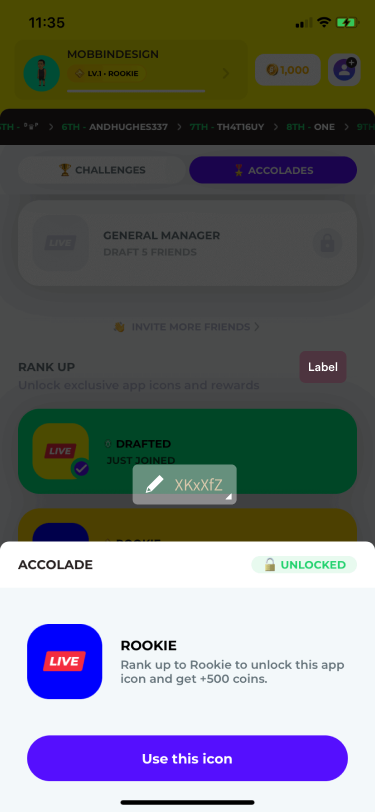 11:35
MOBBINDESIGN
LV.1 • ROOKIE
1,000
5TH -
6TH - ANDHUGHES337
7TH - TH4T16UY
8TH - ONE
9TH
CHALLENGES
ACCOLADES
LIVE
GENERAL MANAGER
DRAFT 5 FRIENDS
INVITE MORE FRIENDS
RANK UP
Label
Unlock exclusive app icons and rewards
LIVE
DRAFTED
JUST JOINED
XKxXfZ
ROOKIE
ACCOLADE
UNLOCKED
LIVE
ROOKIE
Rank up to Rookie to unlock this app
icon and get +500 coins.
Use this icon